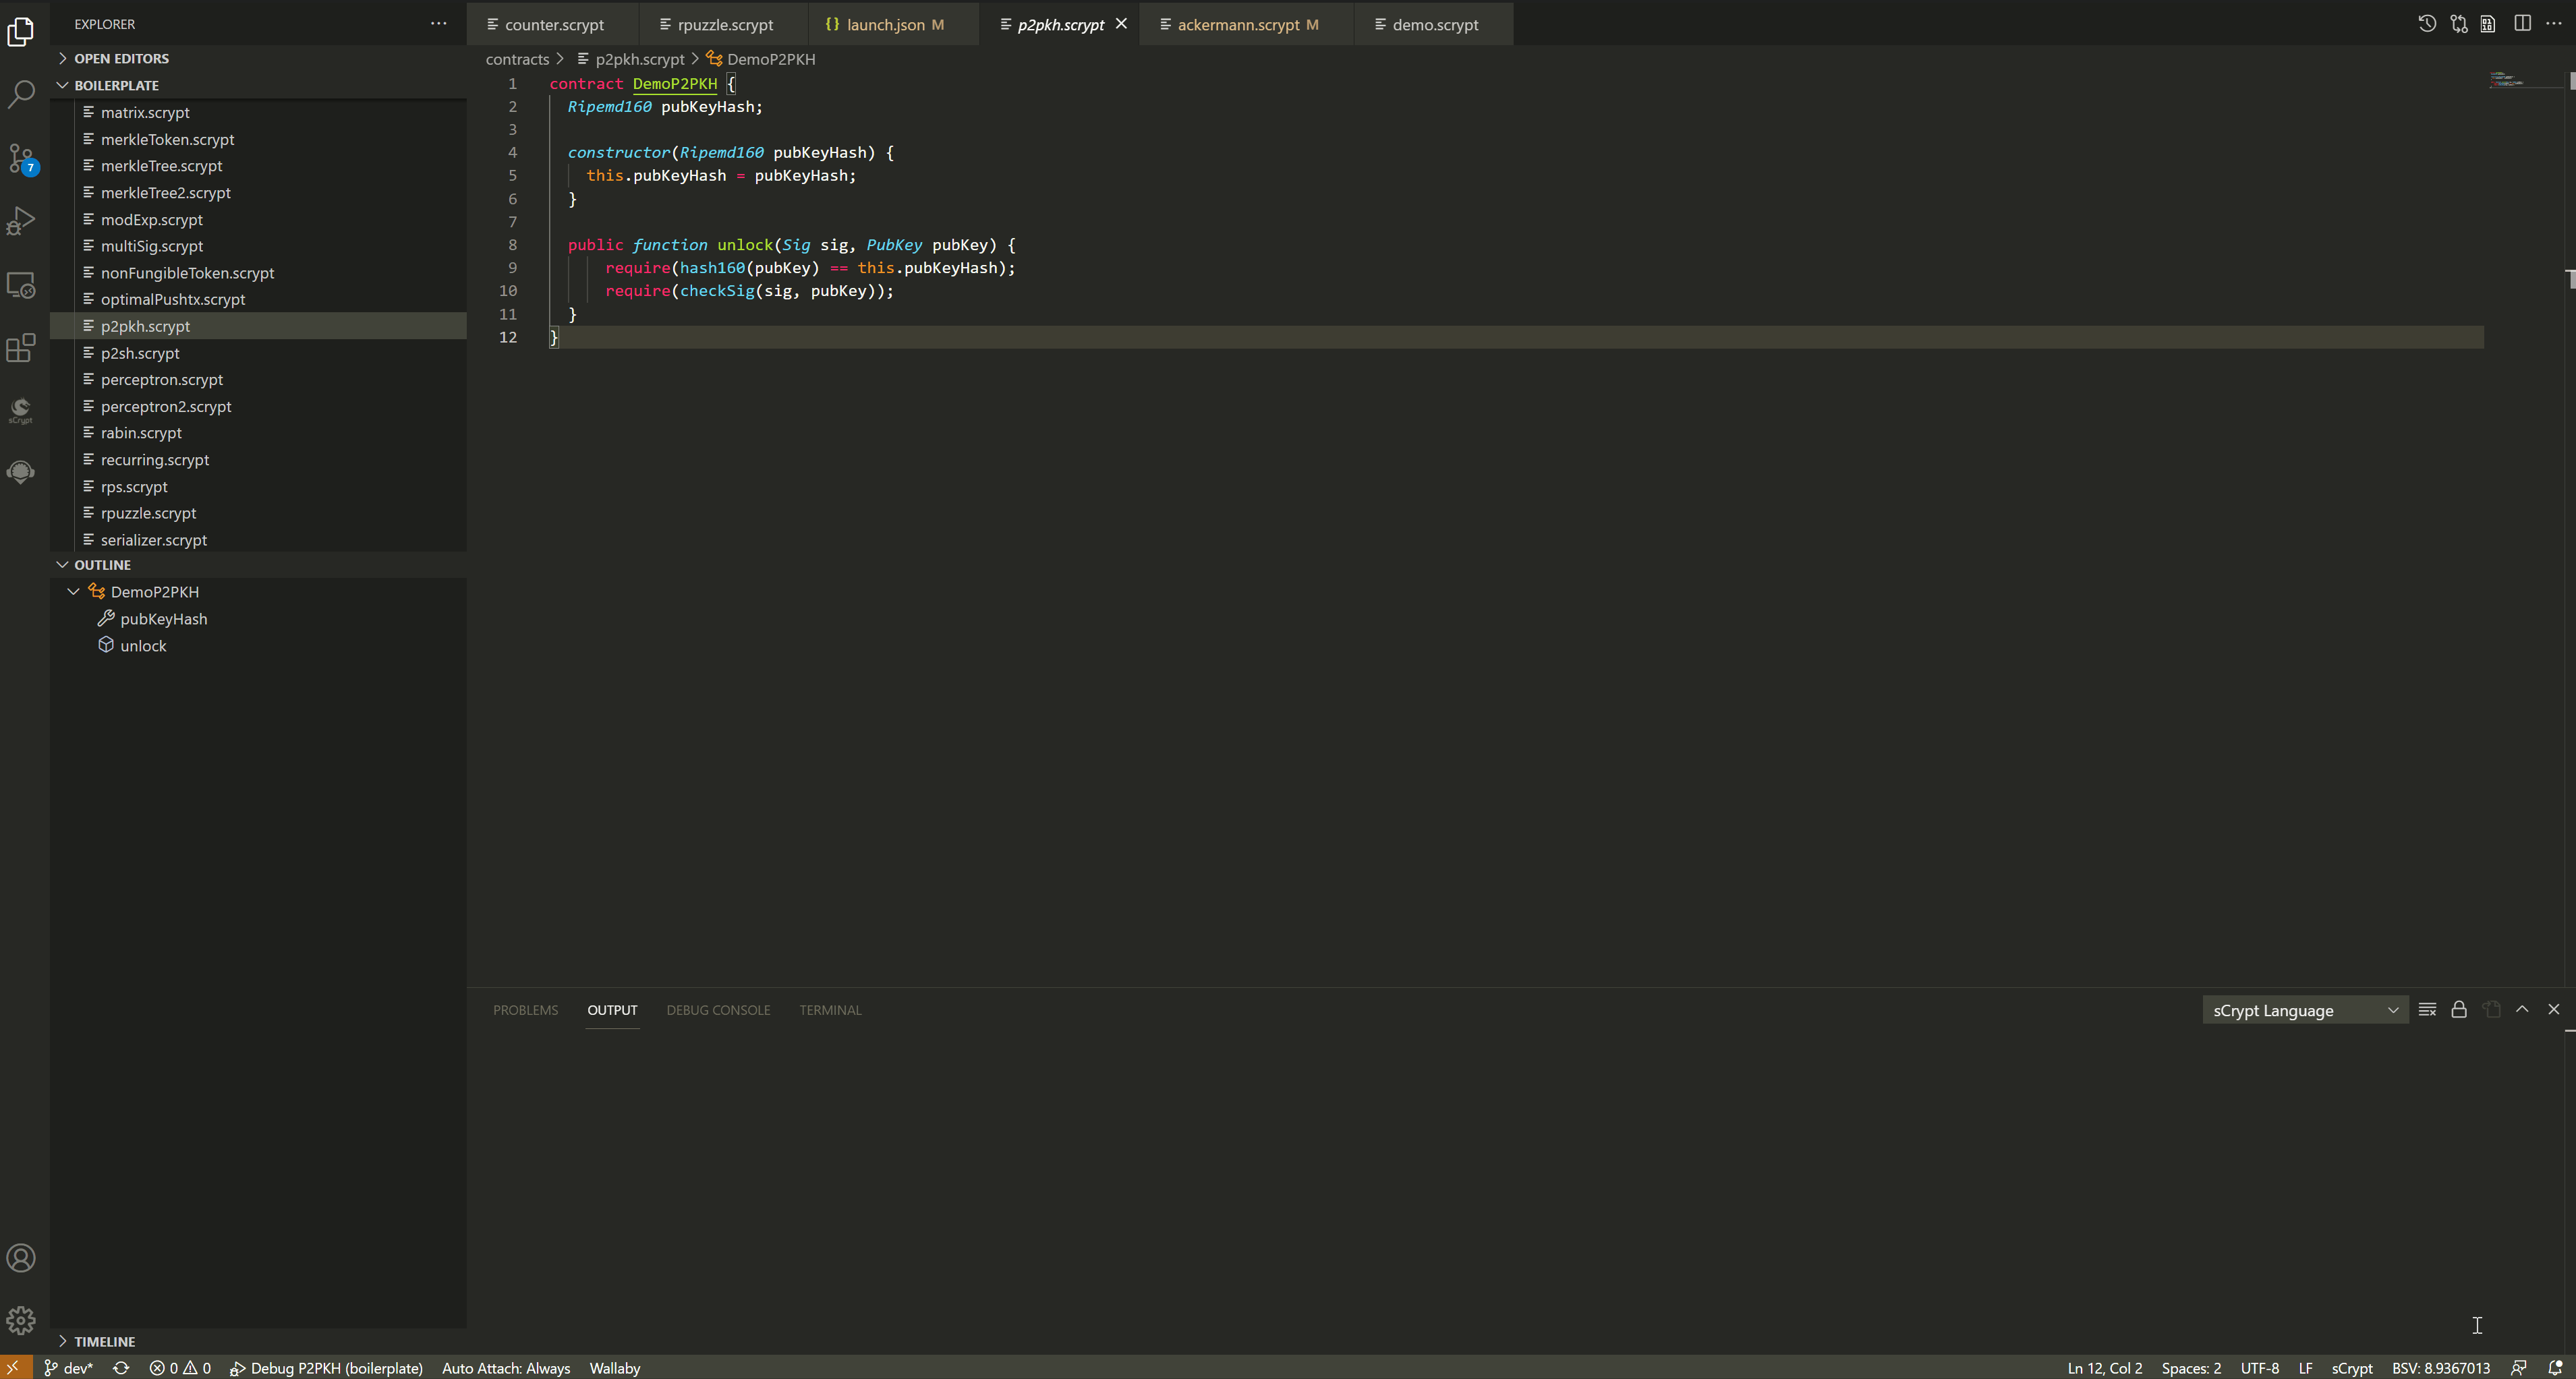 EXPLORER
OPEN EDITORS
BOILERPLATE
matrix.scrypt
merkleToken.scrypt
merkleTree.scrypt
merkleTree2.scrypt
modExp.scrypt
multiSig.scrypt
nonFungibleToken.scrypt
optimalPushtx.scrypt
p2pkh.scrypt
p2sh.scrypt
perceptron.scrypt
perceptron2.scrypt
rabin.scrypt
recurring.scrypt
rps.scrypt
rpuzzle.scrypt
serializer.scrypt
OUTLINE
DemoP2PKH
pubKeyHash
unlock
TIMELINE
7
sCrypt
counter.scrypt rpuzzle.scrypt {} launch.json M p2pkh.scrypt ackermann.scrypt M demo.scrypt
contracts > p2pkh.scrypt > DemoP2PKH
1 contract DemoP2PKH {
2 Ripemd160 pubKeyHash;
3
4 constructor(Ripemd160 pubKeyHash) {
5 this.pubKeyHash = pubKeyHash;
6 }
7
8 public function unlock(Sig sig, PubKey pubKey) {
9 require(hash160(pubKey) == this.pubKeyHash);
10 require(checkSig(sig, pubKey));
11 }
12 }
PROBLEMS OUTPUT DEBUG CONSOLE TERMINAL sCrypt Language
dev* 0 0 Debug P2PKH (boilerplate) Auto Attach: Always Wallaby Ln 12, Col 2 Spaces: 2 UTF-8 LF sCrypt BSV: 8.9367013